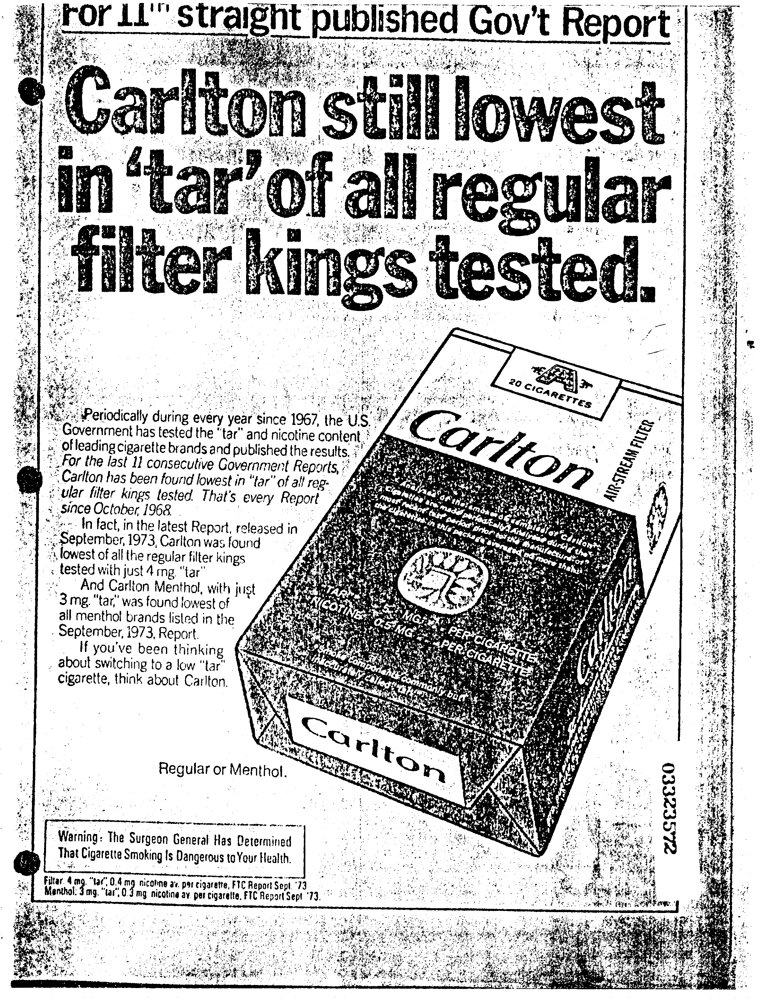 For 11th straight published Gov't Report
Carlton still lowest
in 'tar' of all regular
filter kings tested.
Periodically during every year since 1967, the U.S.
Government has tested the "tar" and nicotine content
of leading cigarette brands and published the results.
For the last 11 consecutive Government Reports,
Carlton has been found lowest in "tar" of all reg-
ular filter kings tested. That's every Report
since October, 1968.
In fact, in the latest Report, released in
September, 1973, Carlton was found
lowest of all the regular filter kings
tested with just 4 mg. "tar"
And Carlton Menthol, with just
3 mg. "tar," was found lowest of
all menthol brands listed in the
September, 1973, Report.
If you've been thinking
about switching to a low "tar"
cigarette, think about Carlton.
A
20 CIGARETTES
Carlton
AIR-STREAM FILTER
PER CIGARETTE
NICOTINE PER CIGARETTE
Carlton
Carlton
Regular or Menthol.
03323572
Warning: The Surgeon General Has Determined
That Cigarette Smoking Is Dangerous to Your Health.
Filter: 4 mg. "tar", 0.4 mg nicotine av. per cigarette, FTC Report Sept. '73
Menthol: 3 mg. "tar", 0.3 mg nicotine av. per cigarette, FTC Report Sept '73.